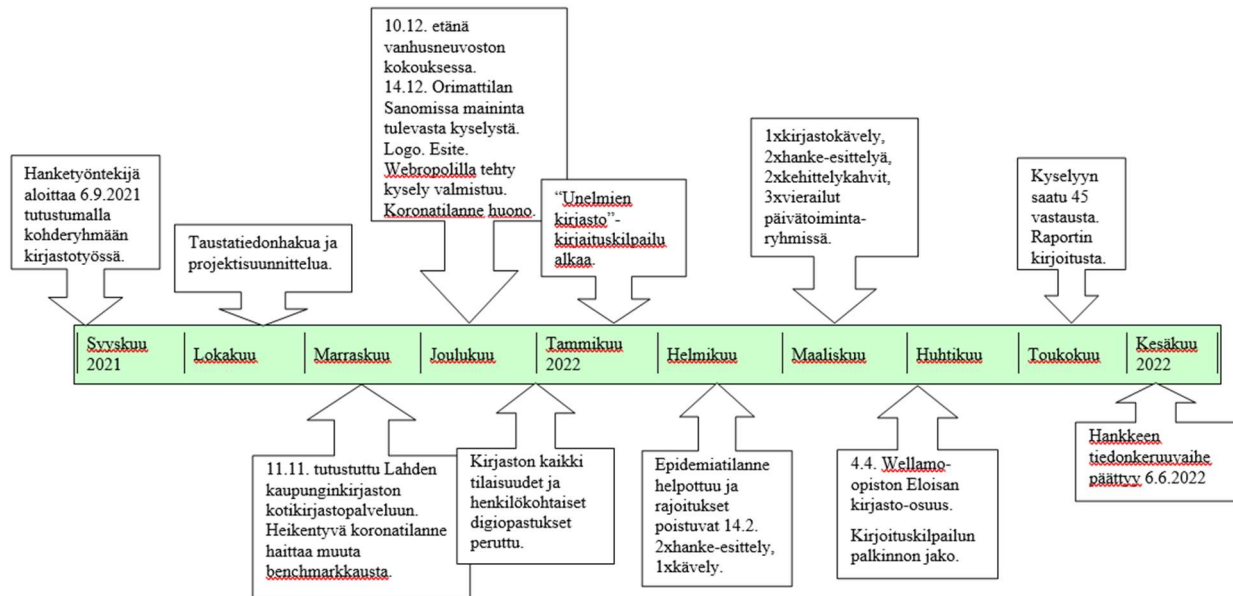 Hanketyöntekijä
aloittaa 6.9.2021
tutustumalla
kohderyhmään
kirjastotyössä.
Taustatiedonhakua ja
projektisuunnittelua.
10.12. etänä
vanhusneuvoston
kokouksessa.
14.12. Orimattilan
Sanomissa maininta
tulevasta kyselystä.
Logo. Esite.
Webropolilla tehty
kysely valmistuu.
Koronatilanne huono.
“Unelmien
kirjasto”-
kirjaituskilpailu
alkaa.
1xkirjastokävely,
2xhanke-esittelyä,
2xkehittelykahvit,
3xvierailut
päivätoiminta-
ryhmissä.
Kyselyyn
saatu 45
vastausta.
Raportin
kirjoitusta.
Syyskuu
2021
Lokakuu
Marraskuu
Joulukuu
Tammikuu
2022
Helmikuu
Maaliskuu
Huhtikuu
Toukokuu
Kesäkuu
2022
11.11. tutustuttu Lahden
kaupunginkirjaston
kotikirjastopalveluun.
Heikentyvä koronatilanne
haittaa muuta
benchmarkkausta.
Kirjaston kaikki
tilaisuudet ja
henkilökohtaiset
digiopastukset
peruttu.
Epidemiatilanne
helpottuu ja
rajoitukset
poistuvat 14.2.
2xhanke-esittely,
1xkävely.
4.4. Wellamo-
opiston Eloisan
kirjasto-osuus.
Kirjoituskilpailun
palkinnon jako.
Hankkeen
tiedonkeruuvaihe
päättyy 6.6.2022